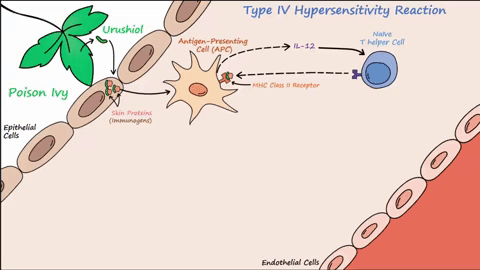 Type IV Hypersensitivity Reaction
Urushiol
Antigen-Presenting
Cell (APC)
IL-12
Naïve
T helper Cell
Poison Ivy
MHC Class II Receptor
Skin Proteins
(Immunogens)
Epithelial
Cells
Endothelial Cells